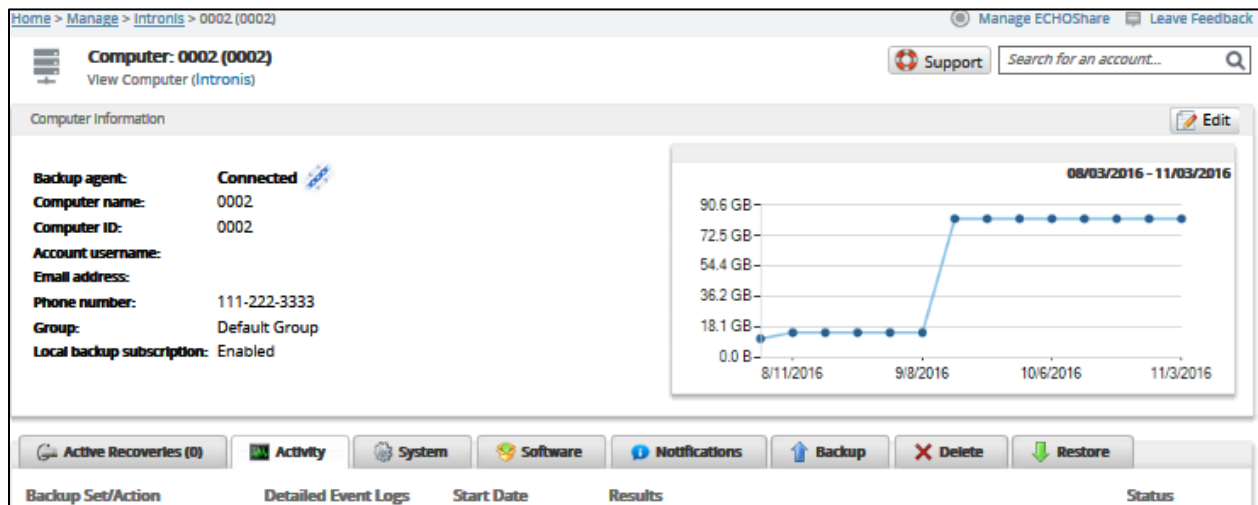 Home > Manage > Intronis > 0002 (0002) Manage ECHOShare Leave Feedback
Computer: 0002 (0002)
View Computer (Intronis)
Support Search for an account...
Computer Information Edit
Backup agent: Connected
Computer name: 0002
Computer ID: 0002
Account username:
Email address:
Phone number: 111-222-3333
Group: Default Group
Local backup subscription: Enabled
08/03/2016 - 11/03/2016
90.6 GB
72.5 GB
54.4 GB
36.2 GB
18.1 GB
0.0 B
8/11/2016 9/8/2016 10/6/2016 11/3/2016
Active Recoveries (0) Activity System Software Notifications Backup Delete Restore
Backup Set/Action Detailed Event Logs Start Date Results Status